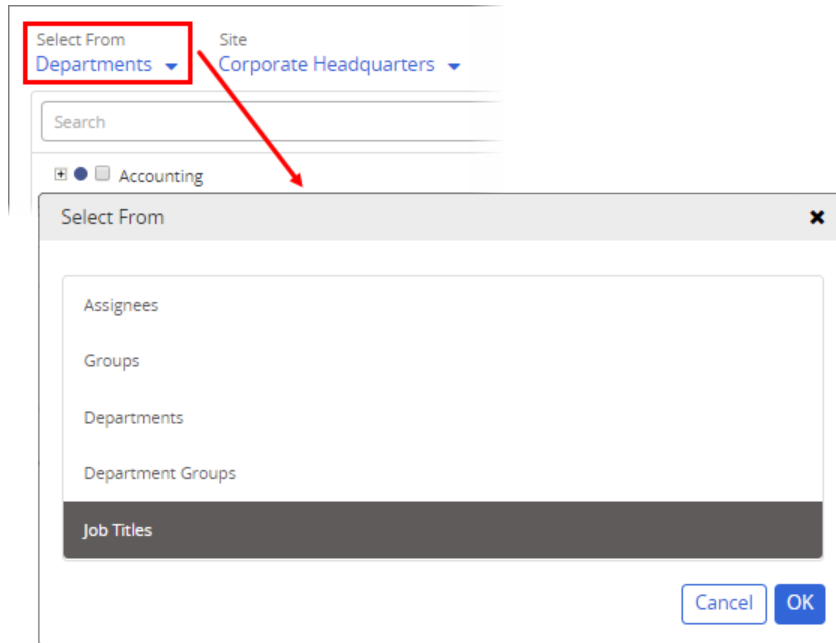 Select From Site
Departments Corporate Headquarters
Search
Accounting
Select From
Assignees
Groups
Departments
Department Groups
Job Titles
Cancel OK